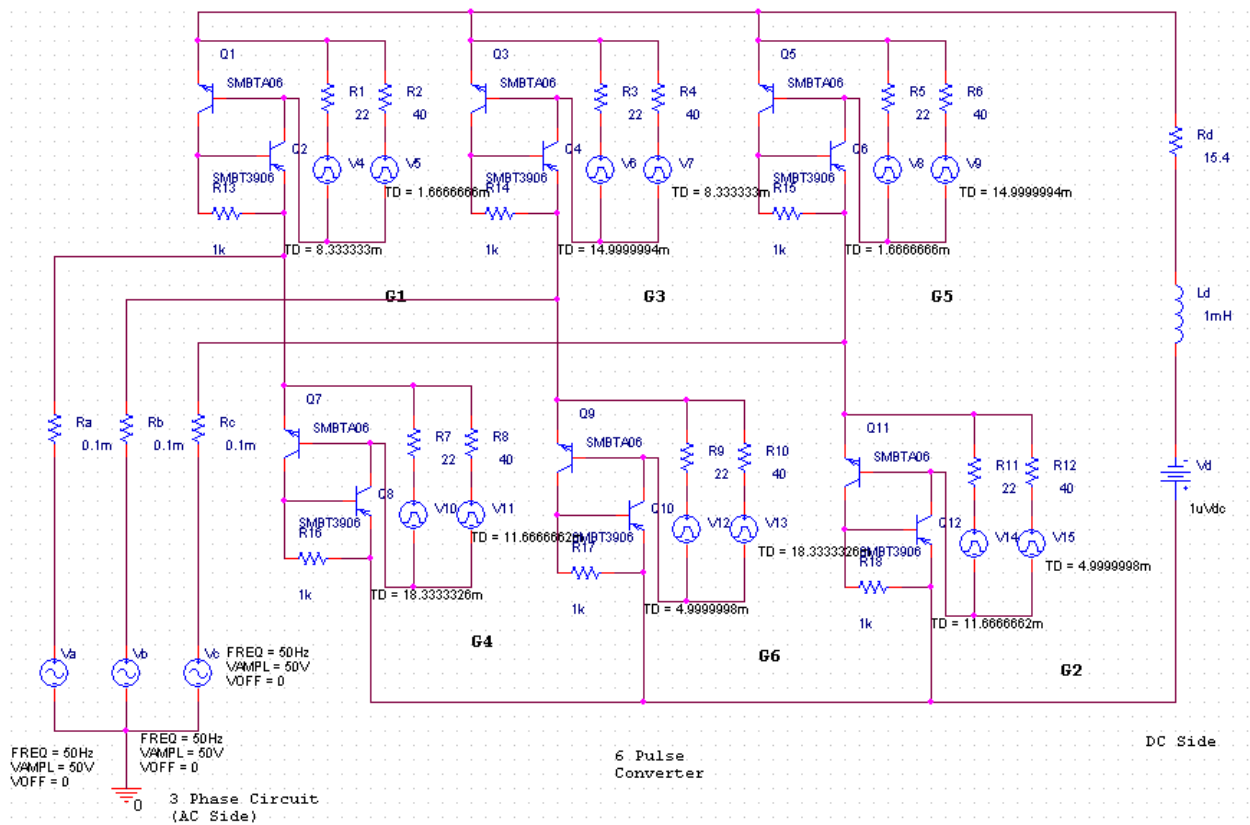 Q1
SMBTA06
R1
22
R2
40
Q2
SMBT3906
V4
V5
TD = 1.6666666m
R13
1k
TD = 8.333333m
G1
Q3
SMBTA06
R3
22
R4
40
Q4
SMBT3906
V6
V7
TD = 8.333333m
R14
1k
TD = 14.9999994m
G3
Q5
SMBTA06
R5
22
R6
40
Q6
SMBT3906
V8
V9
TD = 14.9999994m
R15
1k
TD = 1.6666666m
G5
Rd
15.4
Ld
1mH
Vd
1uVdc
Ra
0.1m
Rb
0.1m
Rc
0.1m
Q7
SMBTA06
R7
22
R8
40
Q8
SMBT3906
V10
V11
R16
1k
TD = 18.3333326m
G4
Q9
SMBTA06
R9
22
R10
40
Q10
SMBT3906
V12
V13
R17
1k
TD = 4.9999998m
G6
Q11
SMBTA06
R11
22
R12
40
Q12
SMBT3906
V14
V15
TD = 4.9999998m
R18
1k
TD = 11.6666662m
G2
Va
Vb
Vc
FREQ = 50Hz
VAMPL = 50V
VOFF = 0
FREQ = 50Hz
VAMPL = 50V
VOFF = 0
FREQ = 50Hz
VAMPL = 50V
VOFF = 0
0
3 Phase Circuit
(AC Side)
6 Pulse
Converter
DC Side